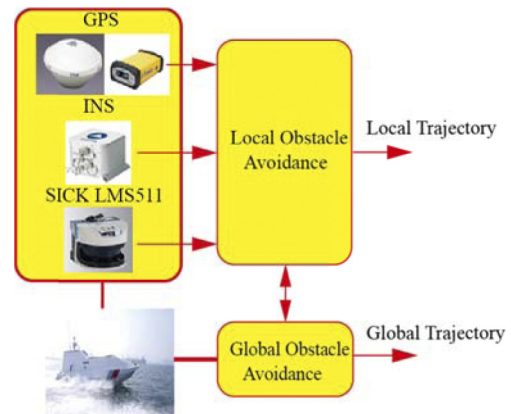 GPS
INS
SICK LMS511
Local Obstacle
Avoidance
Local Trajectory
Global Obstacle
Avoidance
Global Trajectory